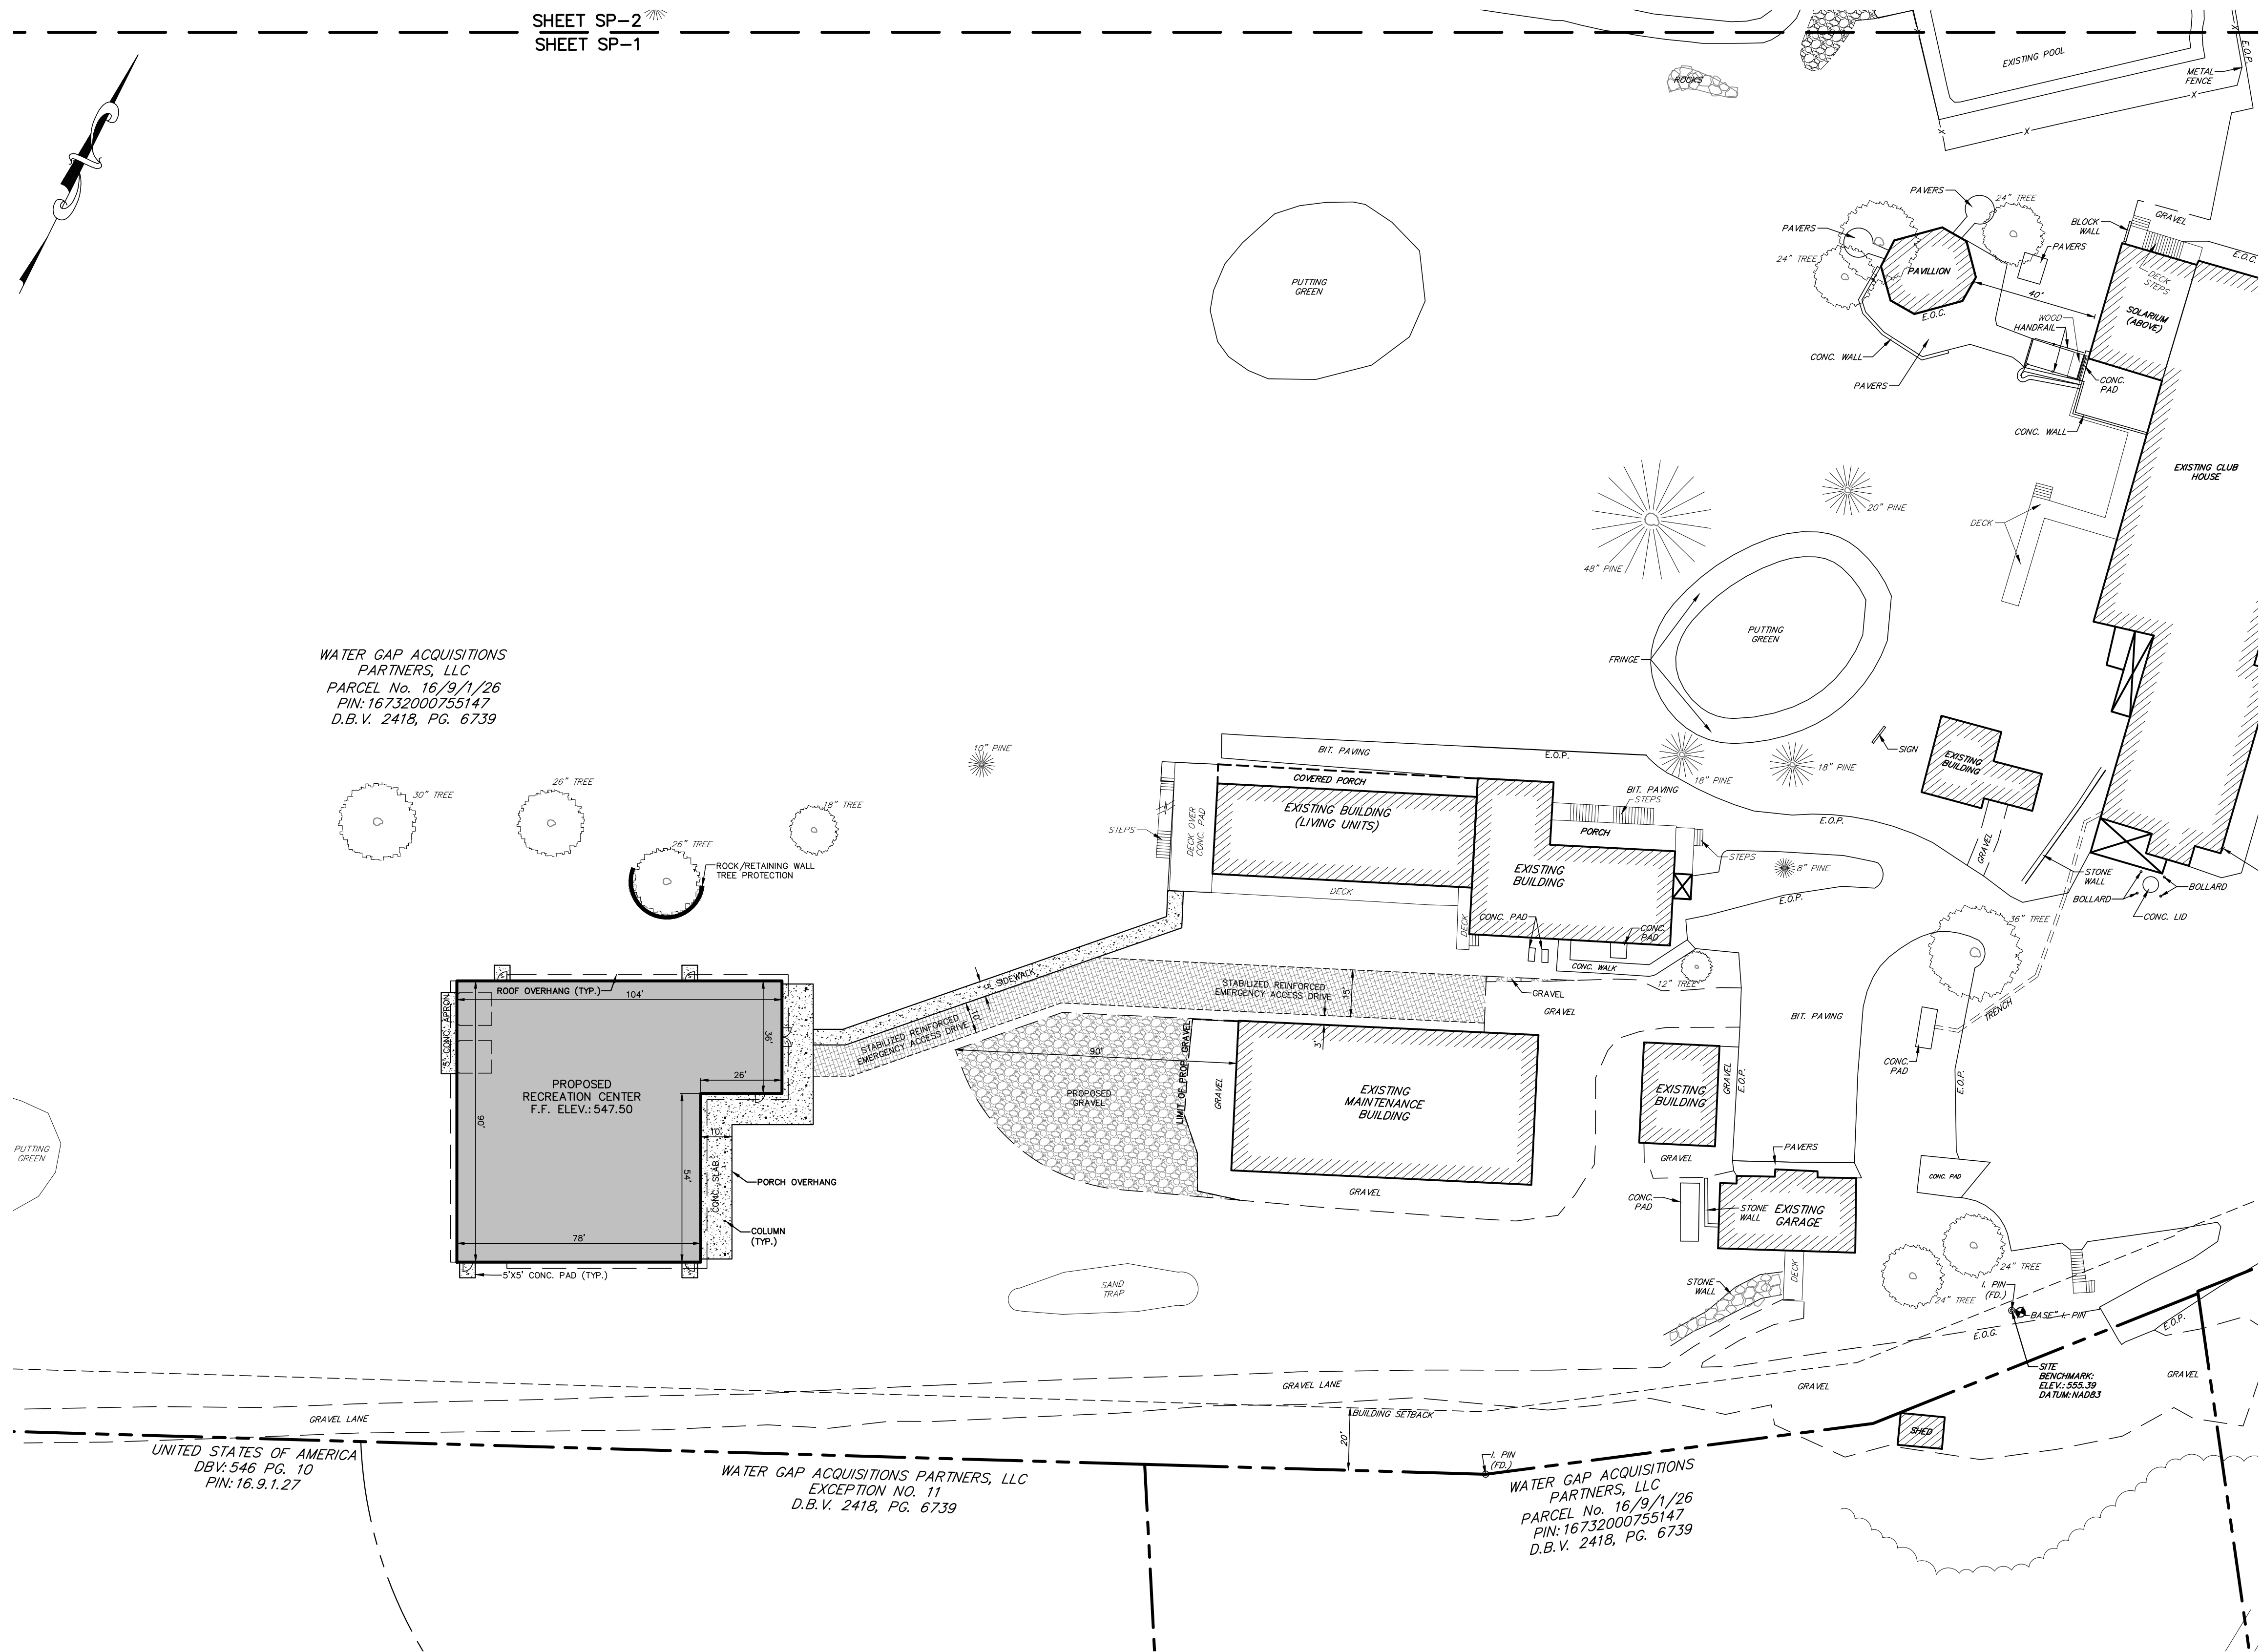 SHEET SP-2
SHEET SP-1
EXISTING POOL
E.O.P.
METAL
FENCE
X
X
X
X
X
X
ROCKS
PAVERS
24" TREE
GRAVEL
BLOCK
WALL
PAVERS
PAVERS
24" TREE
PAVILLION
E.O.C.
DECK
STEPS
40'
SOLARIUM
(ABOVE)
WOOD
HANDRAIL
E.O.C.
CONC. WALL
PAVERS
CONC.
PAD
CONC. WALL
PUTTING
GREEN
EXISTING CLUB
HOUSE
20" PINE
DECK
48" PINE
PUTTING
GREEN
FRINGE
WATER GAP ACQUISITIONS
PARTNERS, LLC
PARCEL No. 16/9/1/26
PIN: 16732000755147
D.B.V. 2418, PG. 6739
10" PINE
BIT. PAVING
E.O.P.
SIGN
EXISTING
BUILDING
18" PINE
18" PINE
COVERED PORCH
BIT. PAVING
STEPS
30" TREE
26" TREE
18" TREE
EXISTING BUILDING
(LIVING UNITS)
STEPS
DECK OVER
CONC. PAD
PORCH
E.O.P.
GRAVEL
26" TREE
ROCK/RETAINING WALL
TREE PROTECTION
EXISTING
BUILDING
STEPS
8" PINE
STONE
WALL
BOLLARD
BOLLARD
CONC. LID
DECK
DECK
E.O.P.
CONC. PAD
CONC.
PAD
36" TREE
CONC. WALK
12" TREE
5' SIDEWALK
STABILIZED REINFORCED
EMERGENCY ACCESS DRIVE
15'
GRAVEL
GRAVEL
TRENCH
BIT. PAVING
ROOF OVERHANG (TYP.)
104'
5' CONC. APRON
36'
10'
STABILIZED REINFORCED
EMERGENCY ACCESS DRIVE
3'
90'
LIMIT OF PROP. GRAVEL
GRAVEL
CONC.
PAD
26'
PROPOSED
RECREATION CENTER
F.F. ELEV.: 547.50
90'
PROPOSED
GRAVEL
EXISTING
MAINTENANCE
BUILDING
EXISTING
BUILDING
GRAVEL
E.O.P.
E.O.P.
10'
PUTTING
GREEN
54'
CONC. SLAB
PORCH OVERHANG
COLUMN
(TYP.)
PAVERS
GRAVEL
GRAVEL
CONC. PAD
CONC.
PAD
STONE
WALL
EXISTING
GARAGE
78'
5'X5' CONC. PAD (TYP.)
SAND
TRAP
STONE
WALL
DECK
24" TREE
24" TREE
I. PIN
(FD.)
BASE" I. PIN
E.O.G.
E.O.P.
SITE
BENCHMARK:
ELEV.: 555.39
DATUM: NAD83
GRAVEL
GRAVEL LANE
GRAVEL
GRAVEL LANE
BUILDING SETBACK
20'
SHED
I. PIN
(FD.)
UNITED STATES OF AMERICA
DBV: 546 PG. 10
PIN: 16.9.1.27
WATER GAP ACQUISITIONS PARTNERS, LLC
EXCEPTION NO. 11
D.B.V. 2418, PG. 6739
WATER GAP ACQUISITIONS
PARTNERS, LLC
PARCEL No. 16/9/1/26
PIN: 16732000755147
D.B.V. 2418, PG. 6739